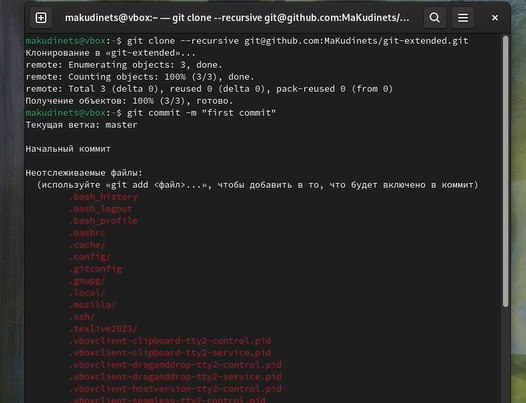 makudinets@vbox:~ — git clone --recursive git@github.com:MaKudinets/...
makudinets@vbox:~$ git clone --recursive git@github.com:MaKudinets/git-extended.git
Клонирование в «git-extended»...
remote: Enumerating objects: 3, done.
remote: Counting objects: 100% (3/3), done.
remote: Total 3 (delta 0), reused 0 (delta 0), pack-reused 0 (from 0)
Получение объектов: 100% (3/3), готово.
makudinets@vbox:~$ git commit -m "first commit"
Текущая ветка: master
Начальный коммит
Неотслеживаемые файлы:
(используйте «git add <файл>...», чтобы добавить в то, что будет включено в коммит)
.bash_history
.bash_logout
.bash_profile
.bashrc
.cache/
.config/
.gitconfig
.gnupg/
.local/
.mozilla/
.ssh/
.texlive2023/
.vboxclient-clipboard-tty2-control.pid
.vboxclient-clipboard-tty2-service.pid
.vboxclient-draganddrop-tty2-control.pid
.vboxclient-draganddrop-tty2-service.pid
.vboxclient-hostversion-tty2-control.pid
.vboxclient-seamless-tty2-control.pid